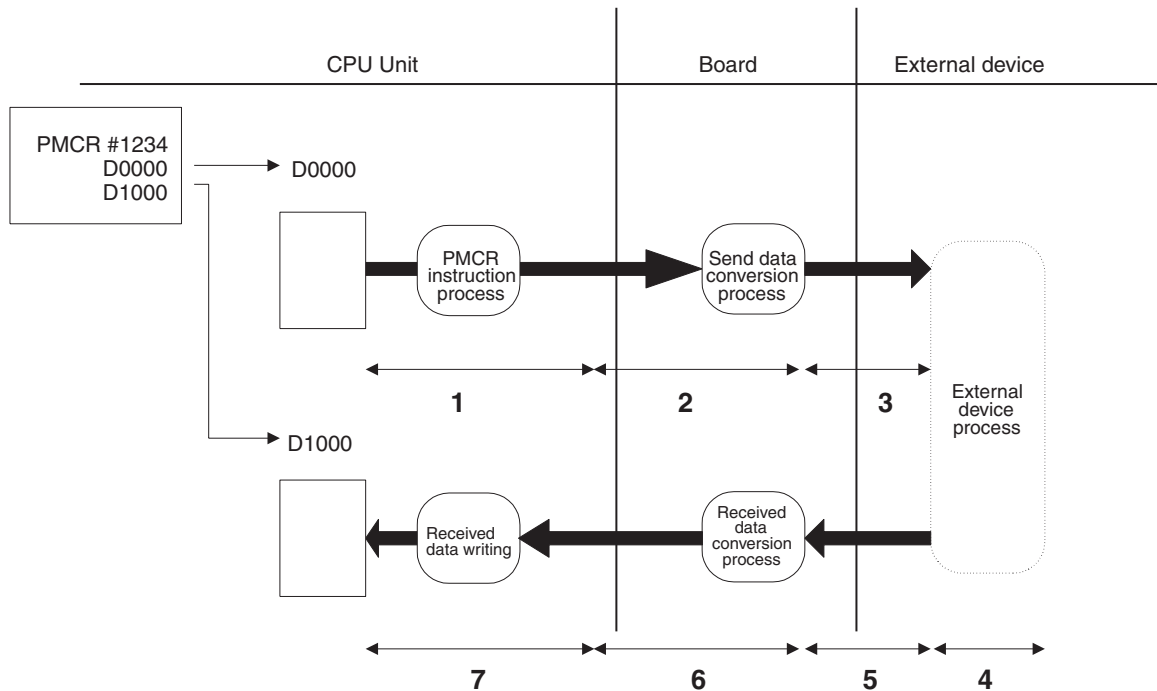 CPU Unit
Board
External device
PMCR #1234
D0000
D1000
D0000
PMCR
instruction
process
Send data
conversion
process
1
2
3
External
device
process
D1000
Received
data writing
Received
data
conversion
process
7
6
5
4